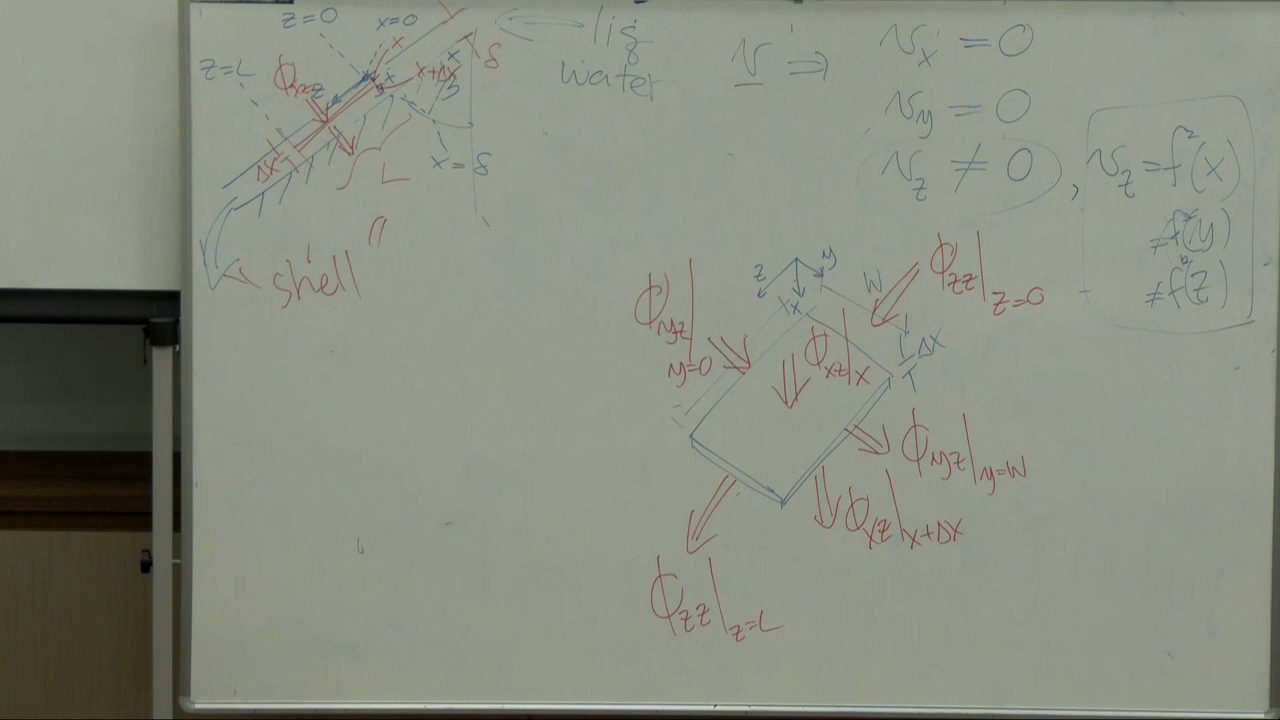 z=0
x=0
z=L
ϕxz
x
x+Δx
δ
β
x=δ
Δx
L
shell
liq
water
v ⇒
vx = 0
vy = 0
vz ≠ 0, vz = f(x)
≠ f(y)
≠ f(z)
z
y
x
W
Δx
ϕzz|z=0
ϕyz|y=0
ϕxz|x
ϕyz|y=W
ϕxz|x+Δx
ϕzz|z=L